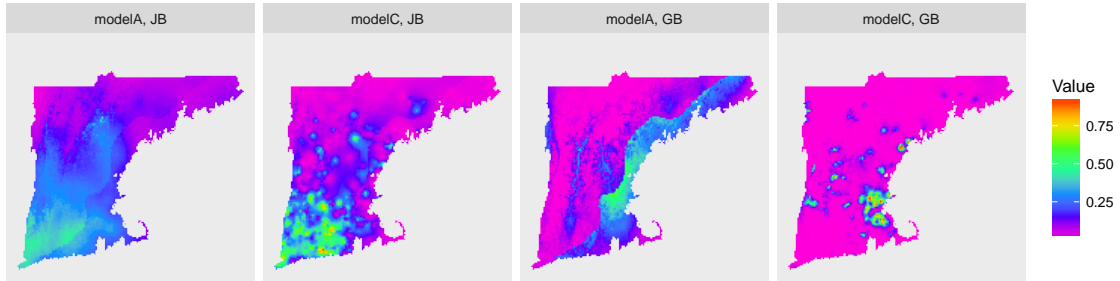 modelA, JB
modelC, JB
modelA, GB
modelC, GB
Value
0.75
0.50
0.25